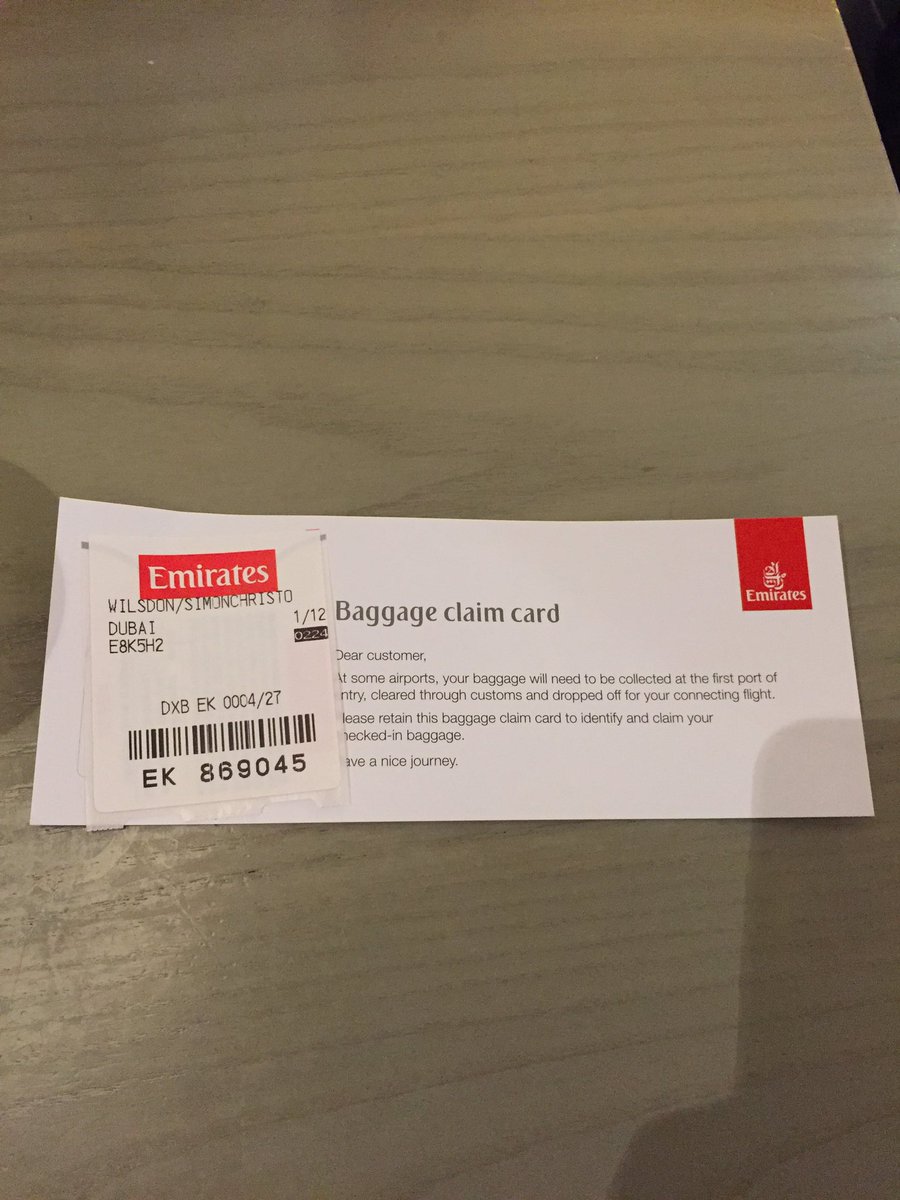 Emirates
WILSDON/SIMONCHRISTO
DUBAI 1/12
E8K5H2 0224
DXB EK 0004/27
EK 869045
Emirates
Baggage claim card
Dear customer,
At some airports, your baggage will need to be collected at the first port of
entry, cleared through customs and dropped off for your connecting flight.
Please retain this baggage claim card to identify and claim your
checked-in baggage.
Have a nice journey.